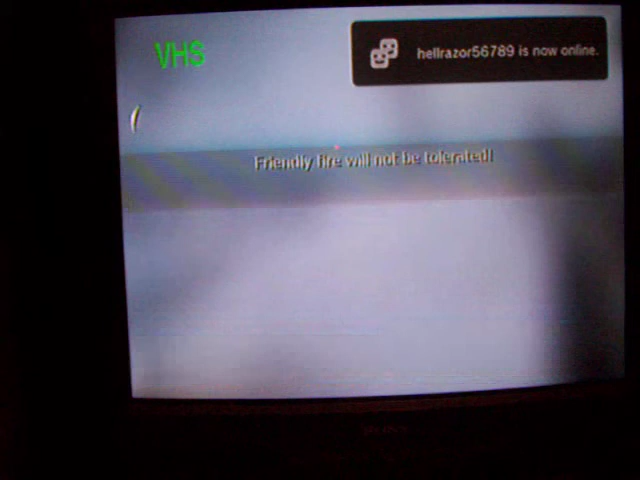 VHS
hellrazor56789 is now online.
(
Friendly fire will not be tolerated!